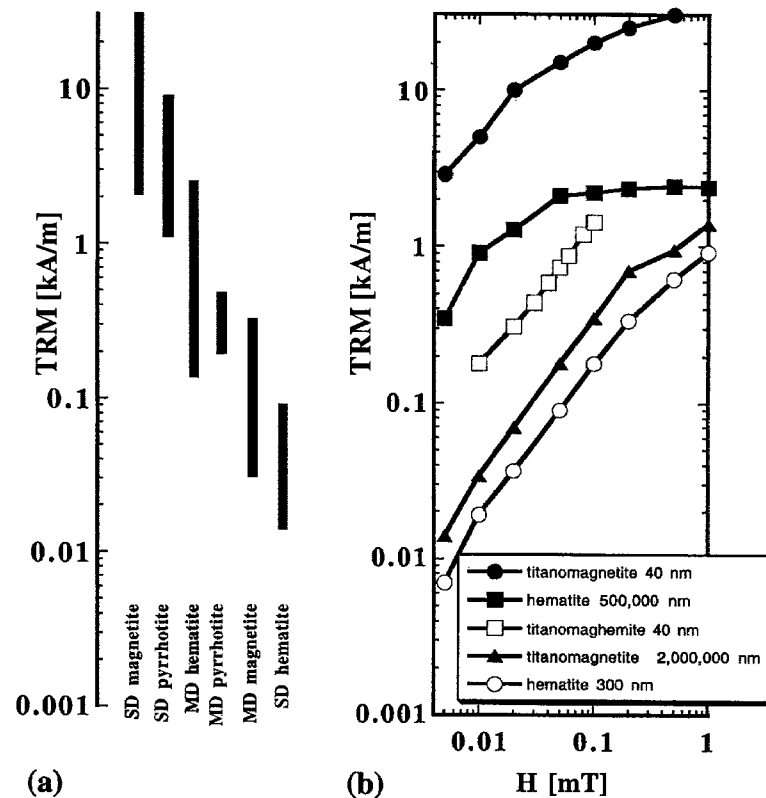 10
1
0.1
0.01
0.001
TRM [kA/m]
SD magnetite
SD pyrrhotite
MD hematite
MD pyrrhotite
MD magnetite
SD hematite
(a)
10
1
0.1
0.01
0.001
TRM [kA/m]
titanomagnetite 40 nm
hematite 500,000 nm
titanomaghemite 40 nm
titanomagnetite 2,000,000 nm
hematite 300 nm
0.01 0.1 1
(b)
H [mT]